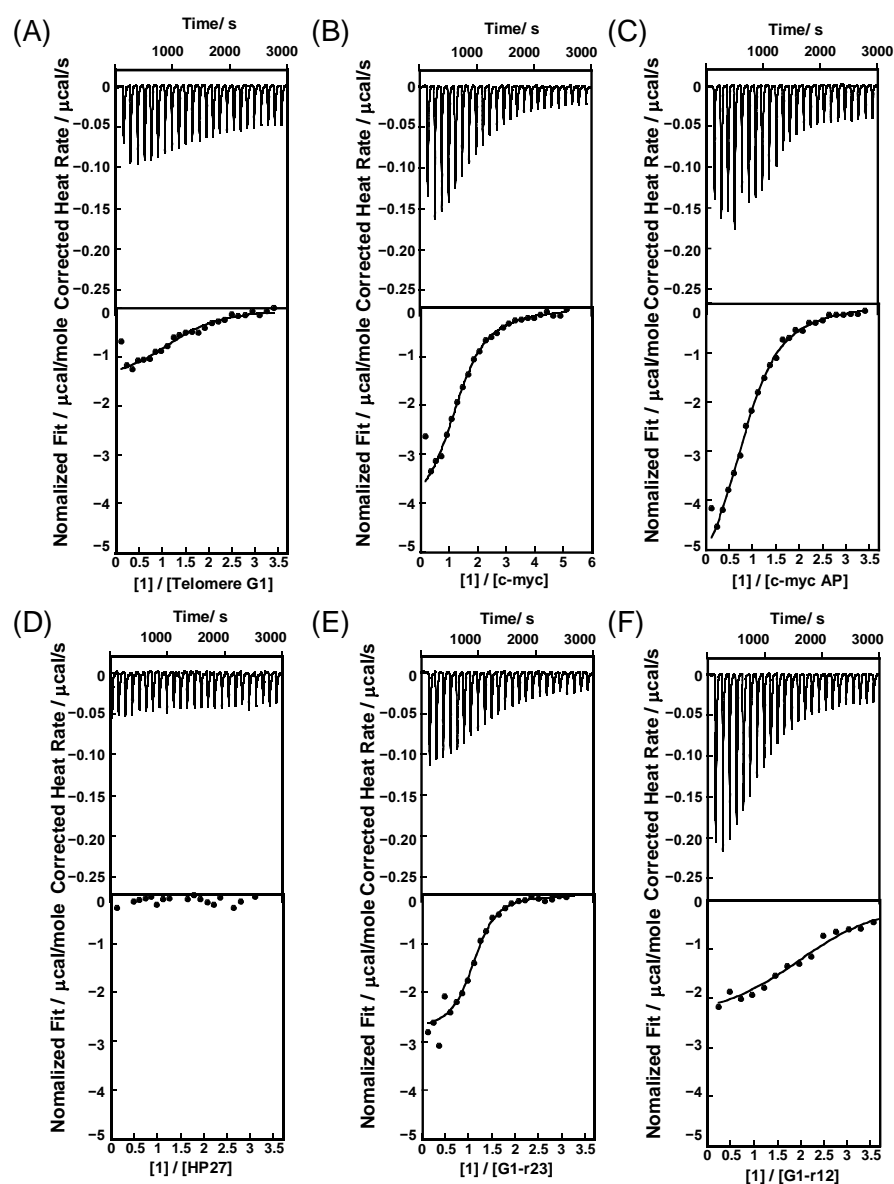 (A)
Time/ s
1000 2000 3000
Corrected Heat Rate / μcal/s
0
−0.05
−0.10
−0.15
−0.20
−0.25
Nomalized Fit / μcal/mole
0
−1
−2
−3
−4
−5
0 0.5 1 1.5 2 2.5 3 3.5
[1] / [Telomere G1]
(B)
Time/ s
1000 2000 3000
Corrected Heat Rate / μcal/s
0
−0.05
−0.10
−0.15
−0.20
−0.25
Nomalized Fit / μcal/mole
0
−1
−2
−3
−4
−5
0 1 2 3 4 5 6
[1] / [c-myc]
(C)
Time/ s
1000 2000 3000
Corrected Heat Rate / μcal/s
0
−0.05
−0.10
−0.15
−0.20
−0.25
Nomalized Fit / μcal/mole
0
−1
−2
−3
−4
−5
0 0.5 1 1.5 2 2.5 3 3.5
[1] / [c-myc AP]
(D)
Time/ s
1000 2000 3000
Corrected Heat Rate / μcal/s
0
−0.05
−0.10
−0.15
−0.20
−0.25
Nomalized Fit / μcal/mole
0
−1
−2
−3
−4
−5
0 0.5 1 1.5 2 2.5 3 3.5
[1] / [HP27]
(E)
Time/ s
1000 2000 3000
Corrected Heat Rate / μcal/s
0
−0.05
−0.10
−0.15
−0.20
−0.25
Nomalized Fit / μcal/mole
0
−1
−2
−3
−4
−5
0 0.5 1 1.5 2 2.5 3 3.5
[1] / [G1-r23]
(F)
Time/ s
1000 2000 3000
Corrected Heat Rate / μcal/s
0
−0.05
−0.10
−0.15
−0.20
−0.25
Nomalized Fit / μcal/mole
0
−1
−2
−3
−4
−5
0 0.5 1 1.5 2 2.5 3 3.5
[1] / [G1-r12]